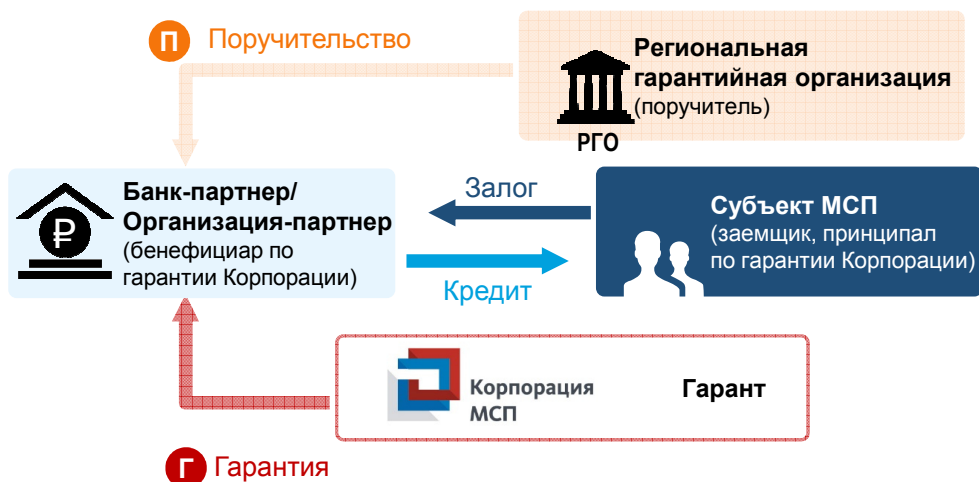 П Поручительство
Региональная
гарантийная организация
(поручитель)
РГО
Банк-партнер/
Организация-партнер
(бенефициар по
гарантии Корпорации)
₽
Залог
Кредит
Субъект МСП
(заемщик, принципал
по гарантии Корпорации)
Корпорация
МСП
Гарант
Г Гарантия